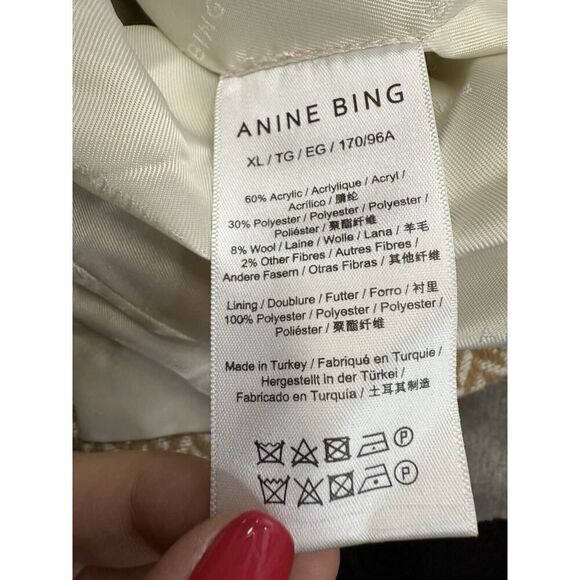 BING
ANINE BING
XL / TG / EG / 170/96A
60% Acrylic / Acrylique / Acryl /
Acrílico / 腈纶
30% Polyester / Polyester / Polyester /
Poliéster / 聚酯纤维
8% Wool / Laine / Wolle / Lana / 羊毛
2% Other Fibres / Autres Fibres /
Andere Fasern / Otras Fibras / 其他纤维
Lining / Doublure / Futter / Forro / 衬里
100% Polyester / Polyester / Polyester /
Poliéster / 聚酯纤维
Made in Turkey / Fabriqué en Turquie /
Hergestellt in der Türkei /
Fabricado en Turquía / 土耳其制造
P
P